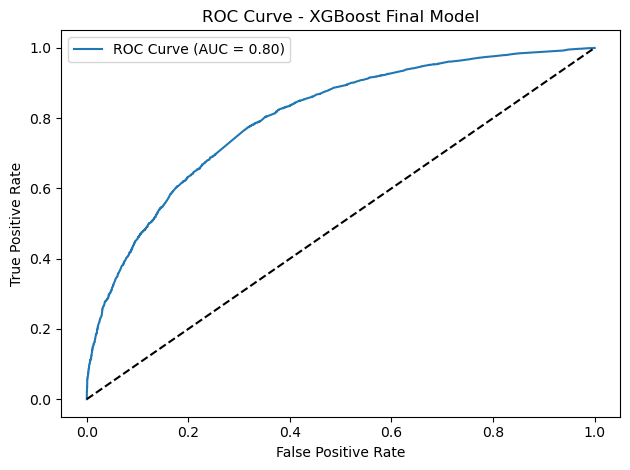 ROC Curve - XGBoost Final Model
ROC Curve (AUC = 0.80)
True Positive Rate
1.0
0.8
0.6
0.4
0.2
0.0
0.0 0.2 0.4 0.6 0.8 1.0
False Positive Rate